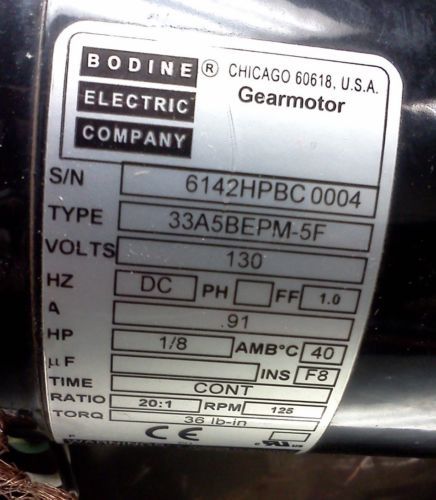 BODINE ® CHICAGO 60618, U.S.A.
ELECTRIC Gearmotor
COMPANY
S/N 6142HPBC 0004
TYPE 33A5BEPM-5F
VOLTS 130
HZ DC PH FF 1.0
A .91
HP 1/8 AMB°C 40
µF INS F8
TIME CONT
RATIO 20:1 RPM 125
TORQ 36 lb-in
CE